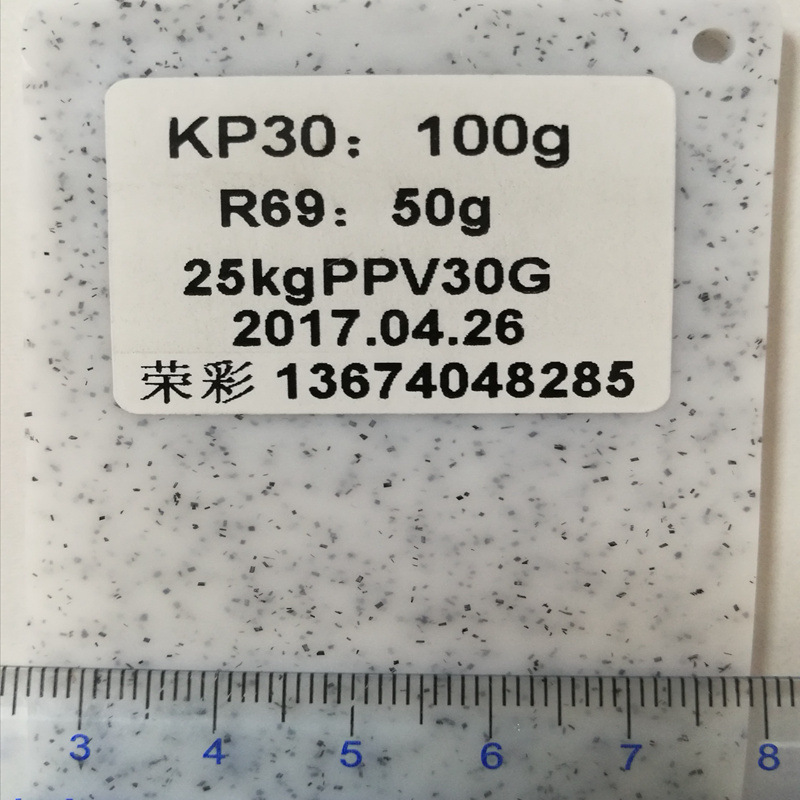 KP30： 100g
R69： 50g
25kgPPV30G
2017.04.26
荣彩 13674048285
3 4 5 6 7 8